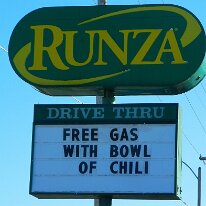 RUNZA
DRIVE THRU
FREE GAS
WITH BOWL
OF CHILI